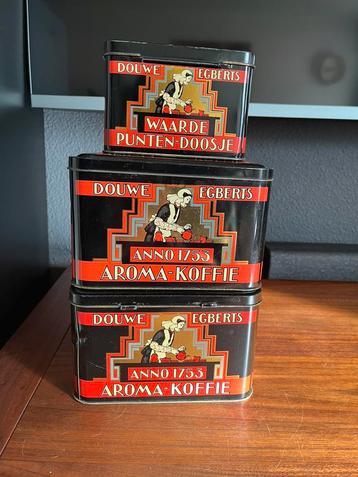 DOUWE EGBERTS
WAARDE
PUNTEN-DOOSJE
DOUWE EGBERTS
ANNO 1753
AROMA-KOFFIE
DOUWE EGBERTS
ANNO 1753
AROMA-KOFFIE